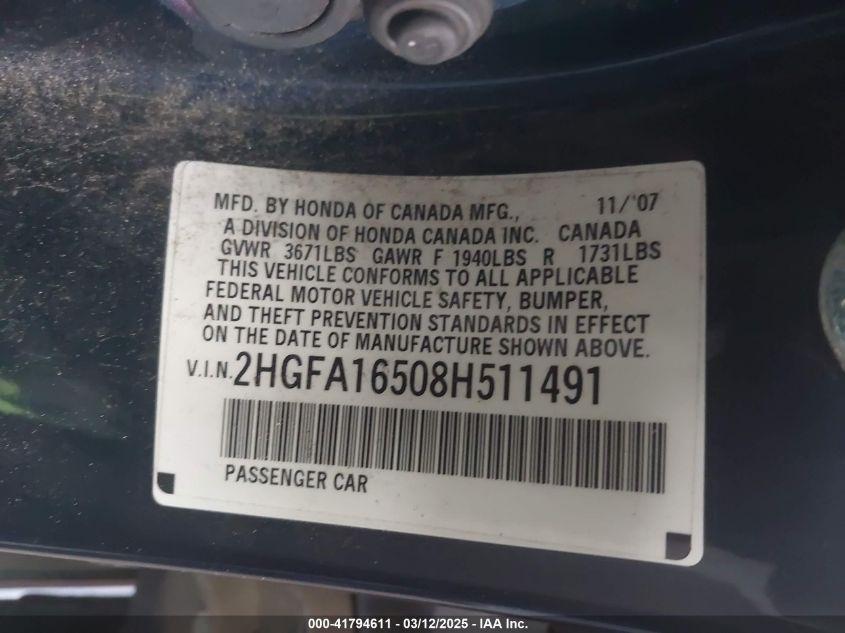 MFD. BY HONDA OF CANADA MFG., 11/'07
A DIVISION OF HONDA CANADA INC. CANADA
GVWR 3671LBS GAWR F 1940LBS R 1731LBS
THIS VEHICLE CONFORMS TO ALL APPLICABLE
FEDERAL MOTOR VEHICLE SAFETY, BUMPER,
AND THEFT PREVENTION STANDARDS IN EFFECT
ON THE DATE OF MANUFACTURE SHOWN ABOVE.
V.I.N. 2HGFA16508H511491
PASSENGER CAR
000-41794611 - 03/12/2025 - IAA Inc.